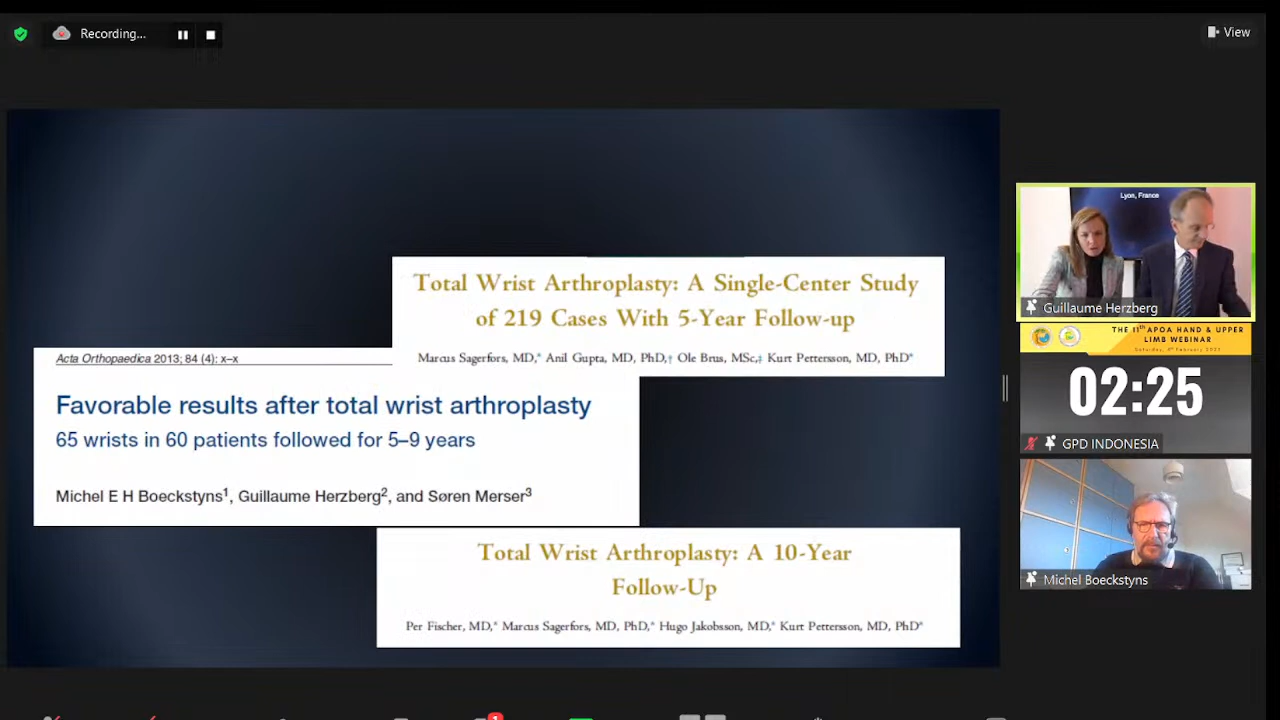 Recording...
View
Total Wrist Arthroplasty: A Single-Center Study
of 219 Cases With 5-Year Follow-up
Marcus Sagerfors, MD,* Anil Gupta, MD, PhD,† Ole Brus, MSc,‡ Kurt Pettersson, MD, PhD*
Acta Orthopaedica 2013; 84 (4): x–x
Favorable results after total wrist arthroplasty
65 wrists in 60 patients followed for 5–9 years
Michel E H Boeckstyns1, Guillaume Herzberg2, and Søren Merser3
Total Wrist Arthroplasty: A 10-Year
Follow-Up
Per Fischer, MD,* Marcus Sagerfors, MD, PhD,* Hugo Jakobsson, MD,* Kurt Pettersson, MD, PhD*
Lyon, France
Guillaume Herzberg
THE 11th APOA HAND & UPPER
LIMB WEBINAR
02:25
GPD INDONESIA
Michel Boeckstyns
1